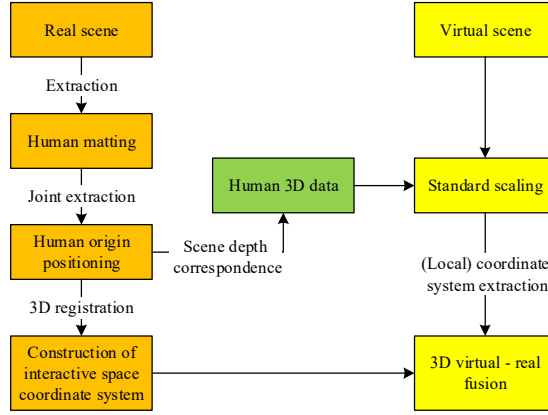 Real scene
Extraction
Human matting
Joint extraction
Human origin
positioning
3D registration
Construction of
interactive space
coordinate system
Scene depth
correspondence
Human 3D data
Virtual scene
Standard scaling
(Local) coordinate
system extraction
3D virtual - real
fusion